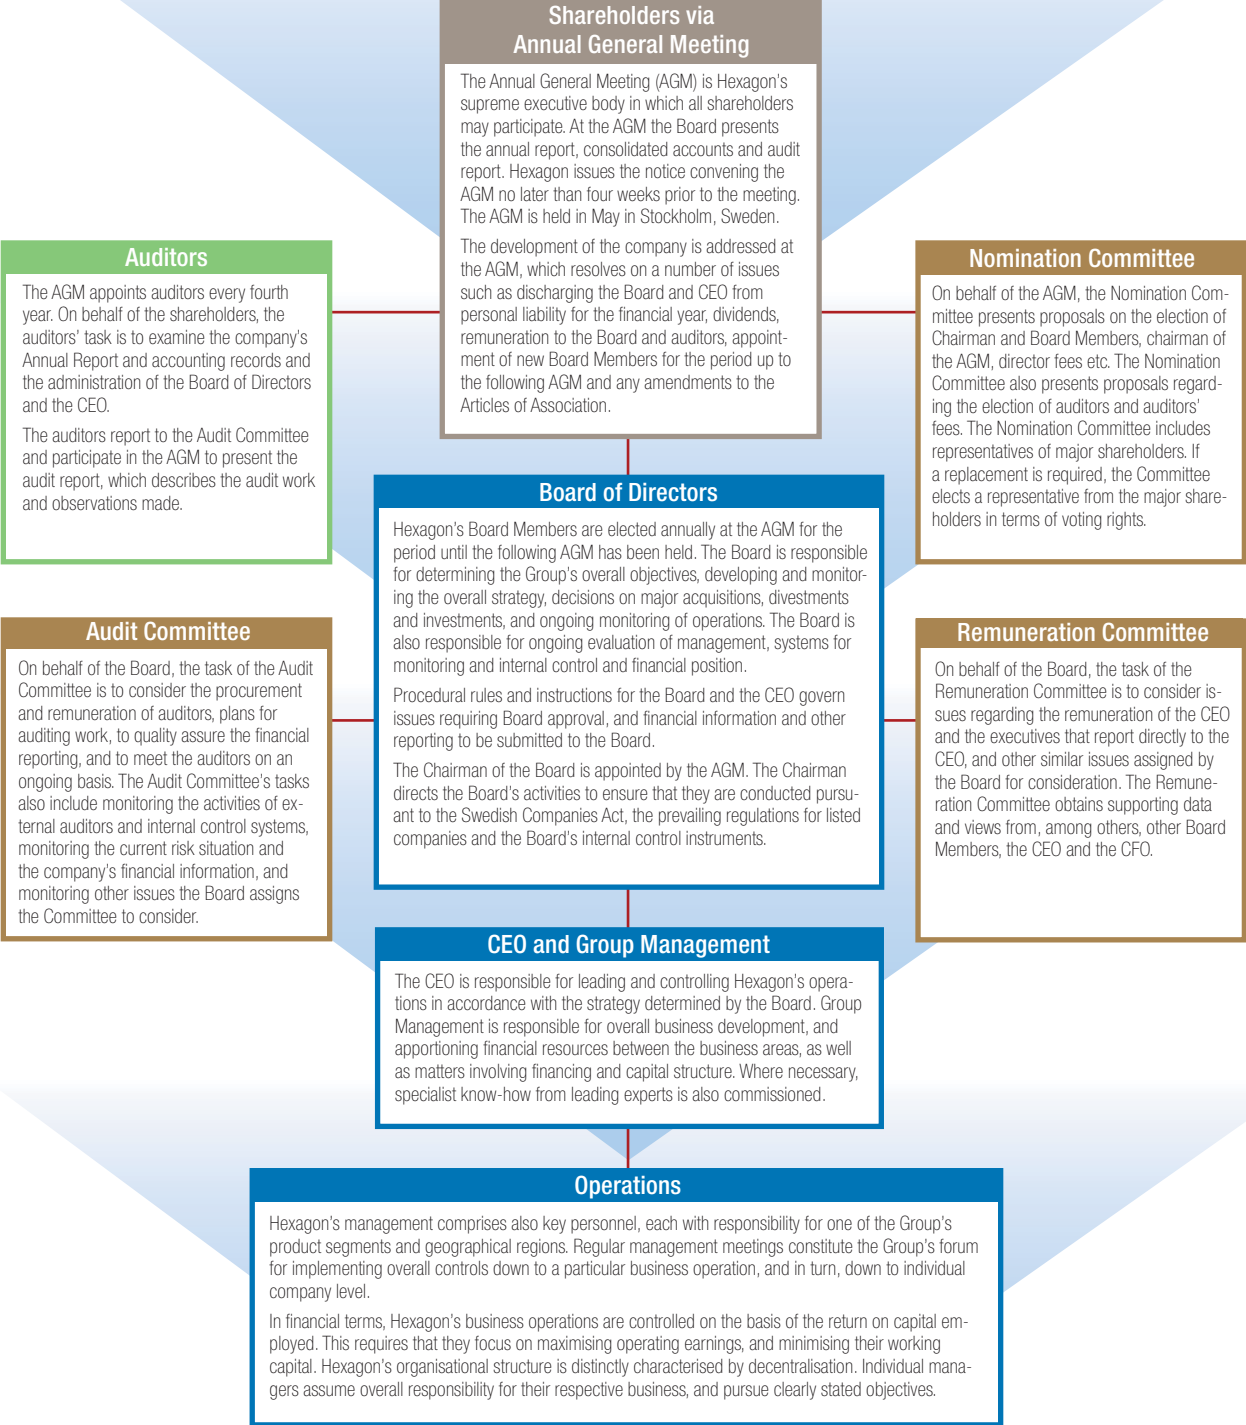 Shareholders via
Annual General Meeting
The Annual General Meeting (AGM) is Hexagon's
supreme executive body in which all shareholders
may participate. At the AGM the Board presents
the annual report, consolidated accounts and audit
report. Hexagon issues the notice convening the
AGM no later than four weeks prior to the meeting.
The AGM is held in May in Stockholm, Sweden.
The development of the company is addressed at
the AGM, which resolves on a number of issues
such as discharging the Board and CEO from
personal liability for the financial year, dividends,
remuneration to the Board and auditors, appoint-
ment of new Board Members for the period up to
the following AGM and any amendments to the
Articles of Association.
Auditors
The AGM appoints auditors every fourth
year. On behalf of the shareholders, the
auditors' task is to examine the company's
Annual Report and accounting records and
the administration of the Board of Directors
and the CEO.
The auditors report to the Audit Committee
and participate in the AGM to present the
audit report, which describes the audit work
and observations made.
Nomination Committee
On behalf of the AGM, the Nomination Com-
mittee presents proposals on the election of
Chairman and Board Members, chairman of
the AGM, director fees etc. The Nomination
Committee also presents proposals regard-
ing the election of auditors and auditors'
fees. The Nomination Committee includes
representatives of major shareholders. If
a replacement is required, the Committee
elects a representative from the major share-
holders in terms of voting rights.
Board of Directors
Hexagon's Board Members are elected annually at the AGM for the
period until the following AGM has been held. The Board is responsible
for determining the Group's overall objectives, developing and monitor-
ing the overall strategy, decisions on major acquisitions, divestments
and investments, and ongoing monitoring of operations. The Board is
also responsible for ongoing evaluation of management, systems for
monitoring and internal control and financial position.
Procedural rules and instructions for the Board and the CEO govern
issues requiring Board approval, and financial information and other
reporting to be submitted to the Board.
The Chairman of the Board is appointed by the AGM. The Chairman
directs the Board's activities to ensure that they are conducted pursu-
ant to the Swedish Companies Act, the prevailing regulations for listed
companies and the Board's internal control instruments.
Audit Committee
On behalf of the Board, the task of the Audit
Committee is to consider the procurement
and remuneration of auditors, plans for
auditing work, to quality assure the financial
reporting, and to meet the auditors on an
ongoing basis. The Audit Committee's tasks
also include monitoring the activities of ex-
ternal auditors and internal control systems,
monitoring the current risk situation and
the company's financial information, and
monitoring other issues the Board assigns
the Committee to consider.
Remuneration Committee
On behalf of the Board, the task of the
Remuneration Committee is to consider is-
sues regarding the remuneration of the CEO
and the executives that report directly to the
CEO, and other similar issues assigned by
the Board for consideration. The Remune-
ration Committee obtains supporting data
and views from, among others, other Board
Members, the CEO and the CFO.
CEO and Group Management
The CEO is responsible for leading and controlling Hexagon's opera-
tions in accordance with the strategy determined by the Board. Group
Management is responsible for overall business development, and
apportioning financial resources between the business areas, as well
as matters involving financing and capital structure. Where necessary,
specialist know-how from leading experts is also commissioned.
Operations
Hexagon's management comprises also key personnel, each with responsibility for one of the Group's
product segments and geographical regions. Regular management meetings constitute the Group's forum
for implementing overall controls down to a particular business operation, and in turn, down to individual
company level.
In financial terms, Hexagon's business operations are controlled on the basis of the return on capital em-
ployed. This requires that they focus on maximising operating earnings, and minimising their working
capital. Hexagon's organisational structure is distinctly characterised by decentralisation. Individual mana-
gers assume overall responsibility for their respective business, and pursue clearly stated objectives.